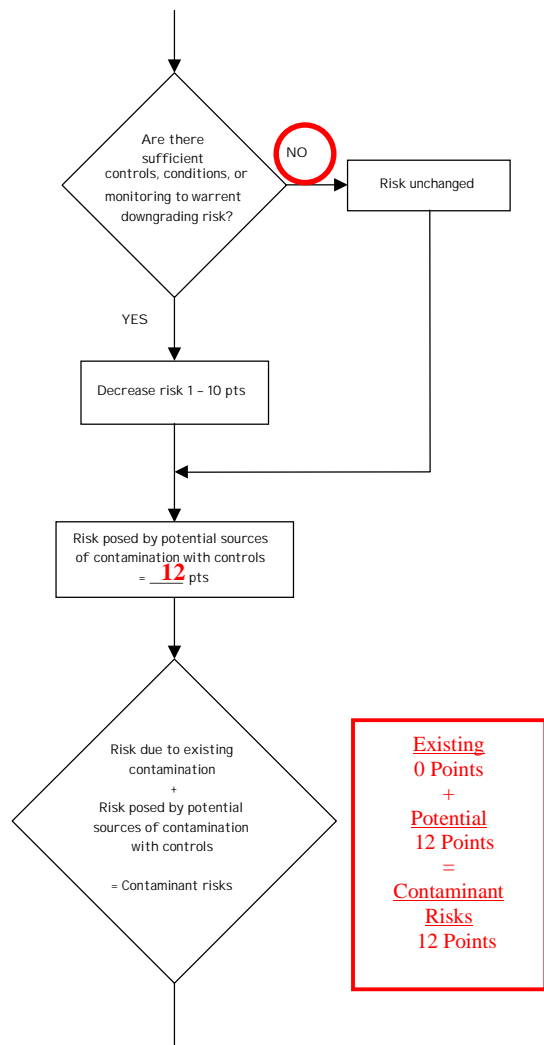 Are there
sufficient
controls, conditions, or
monitoring to warrent
downgrading risk?
NO
Risk unchanged
YES
Decrease risk 1 – 10 pts
Risk posed by potential sources
of contamination with controls
= 12 pts
Risk due to existing
contamination
+
Risk posed by potential
sources of contamination
with controls
= Contaminant risks
Existing
0 Points
+
Potential
12 Points
=
Contaminant
Risks
12 Points